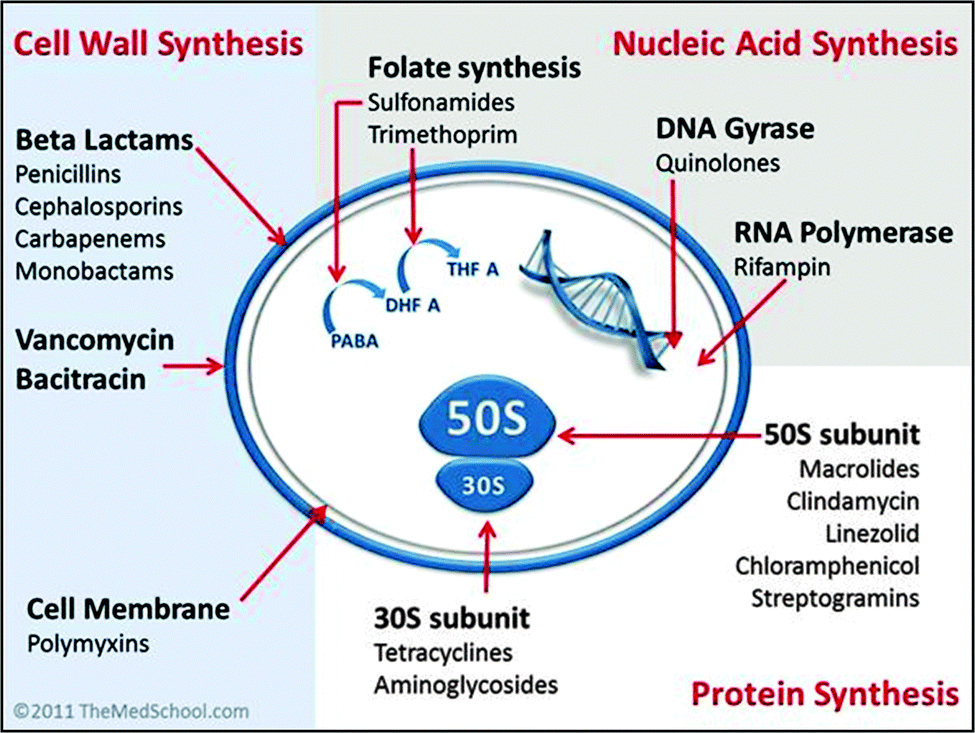 Cell Wall Synthesis
Nucleic Acid Synthesis
Folate synthesis
Sulfonamides
Trimethoprim
Beta Lactams
Penicillins
Cephalosporins
Carbapenems
Monobactams
DNA Gyrase
Quinolones
RNA Polymerase
Rifampin
THF A
DHF A
PABA
Vancomycin
Bacitracin
50S
30S
50S subunit
Macrolides
Clindamycin
Linezolid
Chloramphenicol
Streptogramins
Cell Membrane
Polymyxins
30S subunit
Tetracyclines
Aminoglycosides
Protein Synthesis
©2011 TheMedSchool.com